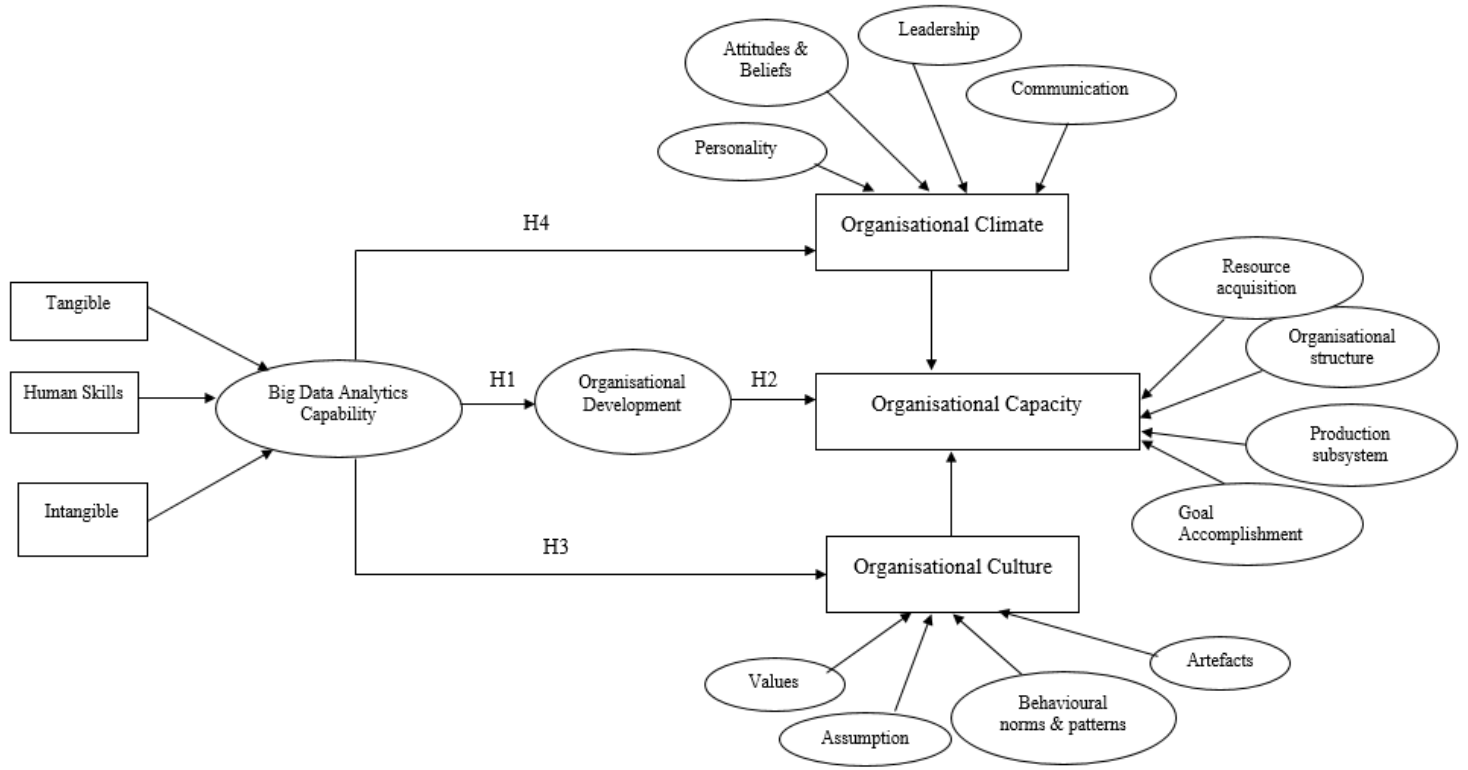 Leadership
Attitudes &
Beliefs
Communication
Personality
H4
Organisational Climate
Resource
acquisition
Tangible
Organisational
structure
Human Skills
Big Data Analytics
Capability
H1
Organisational
Development
H2
Organisational Capacity
Production
subsystem
Intangible
Goal
Accomplishment
H3
Organisational Culture
Values
Assumption
Behavioural
norms & patterns
Artefacts